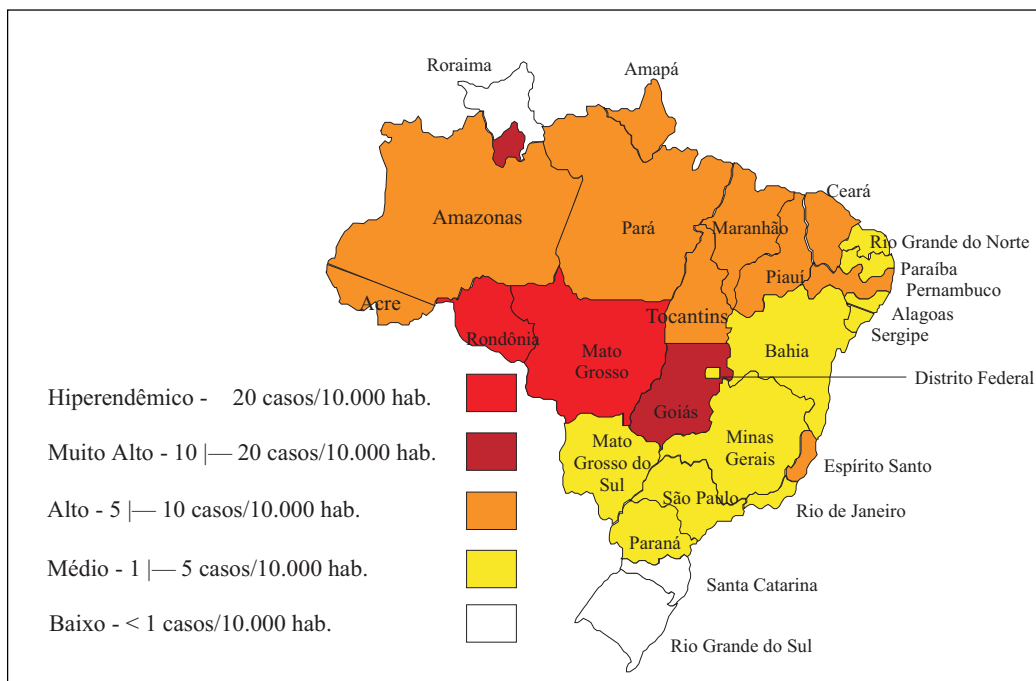 Roraima
Amapá
Ceará
Amazonas
Pará
Maranhão
Rio Grande do Norte
Piauí
Paraíba
Pernambuco
Acre
Tocantins
Alagoas
Sergipe
Rondônia
Mato
Grosso
Bahia
Distrito Federal
Goiás
Mato
Grosso do
Sul
Minas
Gerais
Espírito Santo
São Paulo
Rio de Janeiro
Paraná
Santa Catarina
Rio Grande do Sul
Hiperendêmico - 20 casos/10.000 hab.
Muito Alto - 10 |— 20 casos/10.000 hab.
Alto - 5 |— 10 casos/10.000 hab.
Médio - 1 |— 5 casos/10.000 hab.
Baixo - < 1 casos/10.000 hab.